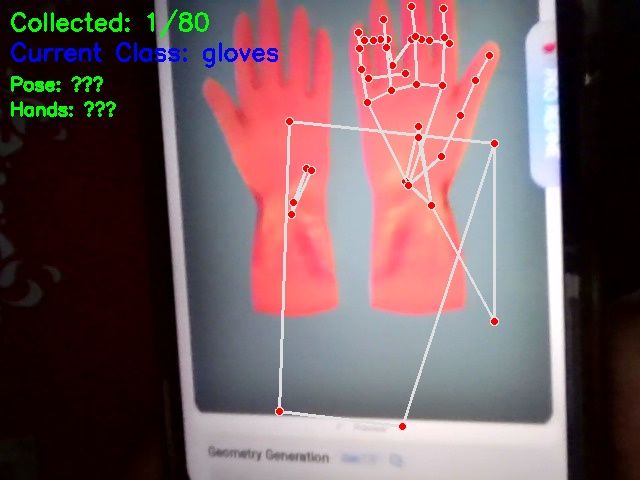 Collected: 1/80
Current Class: gloves
Pose: ???
Hands: ???
Geometry Generation